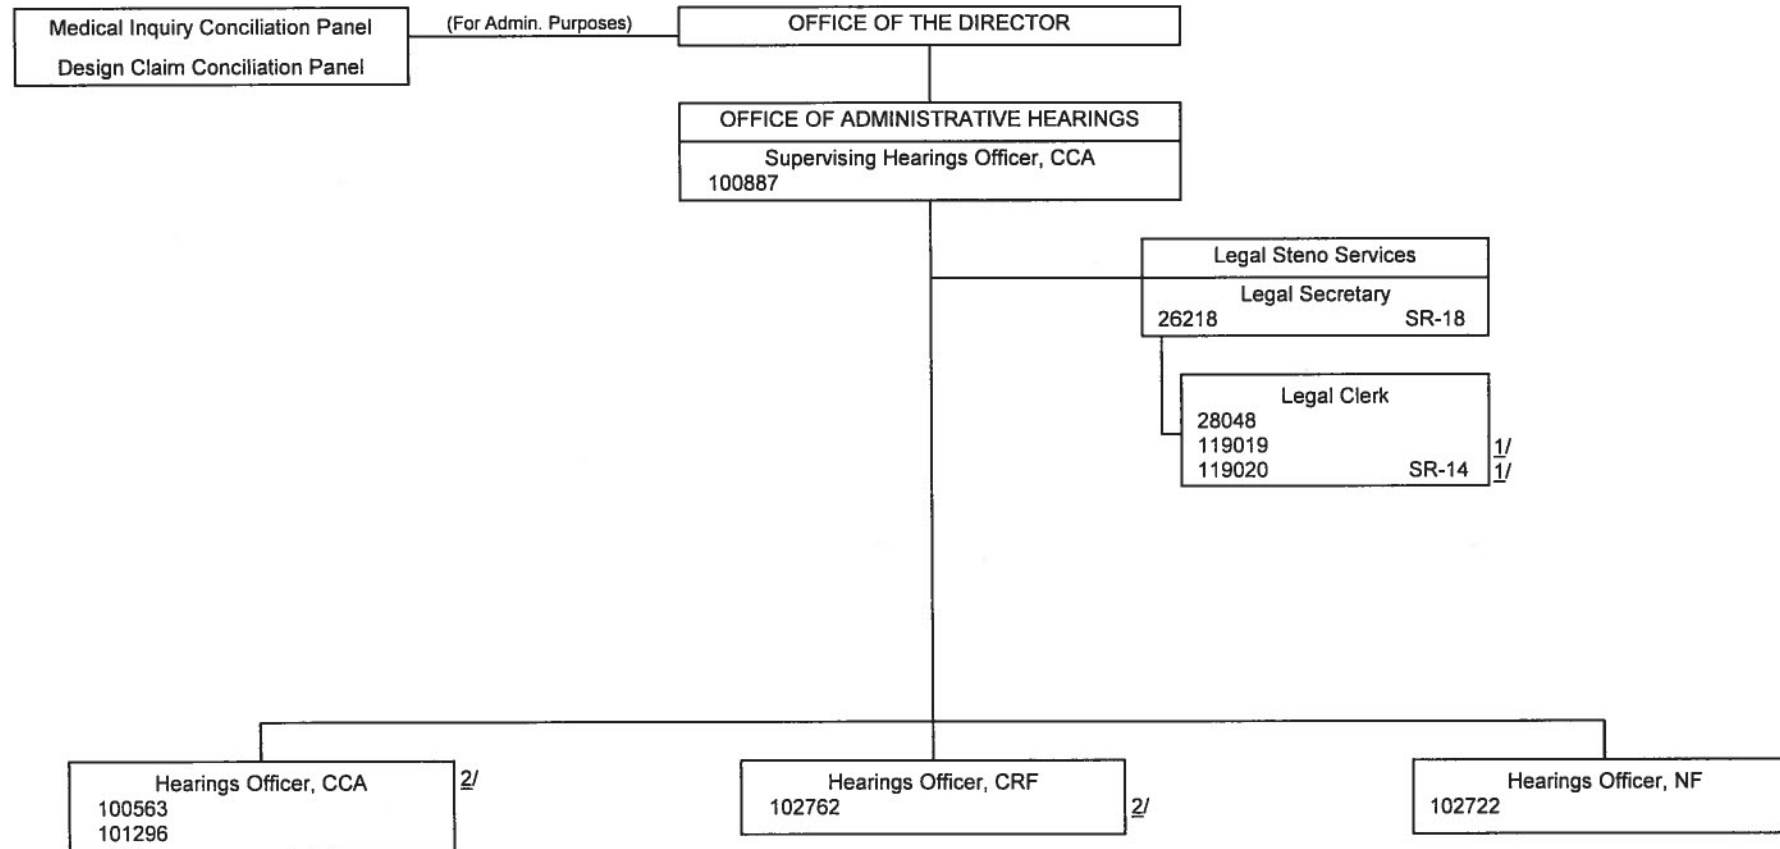 Medical Inquiry Conciliation Panel
Design Claim Conciliation Panel
(For Admin. Purposes)
OFFICE OF THE DIRECTOR
OFFICE OF ADMINISTRATIVE HEARINGS
Supervising Hearings Officer, CCA
100887
Legal Steno Services
Legal Secretary
26218 SR-18
Legal Clerk
28048
119019 1/
119020 SR-14 1/
Hearings Officer, CCA 2/
100563
101296
Hearings Officer, CRF
102762 2/
Hearings Officer, NF
102722